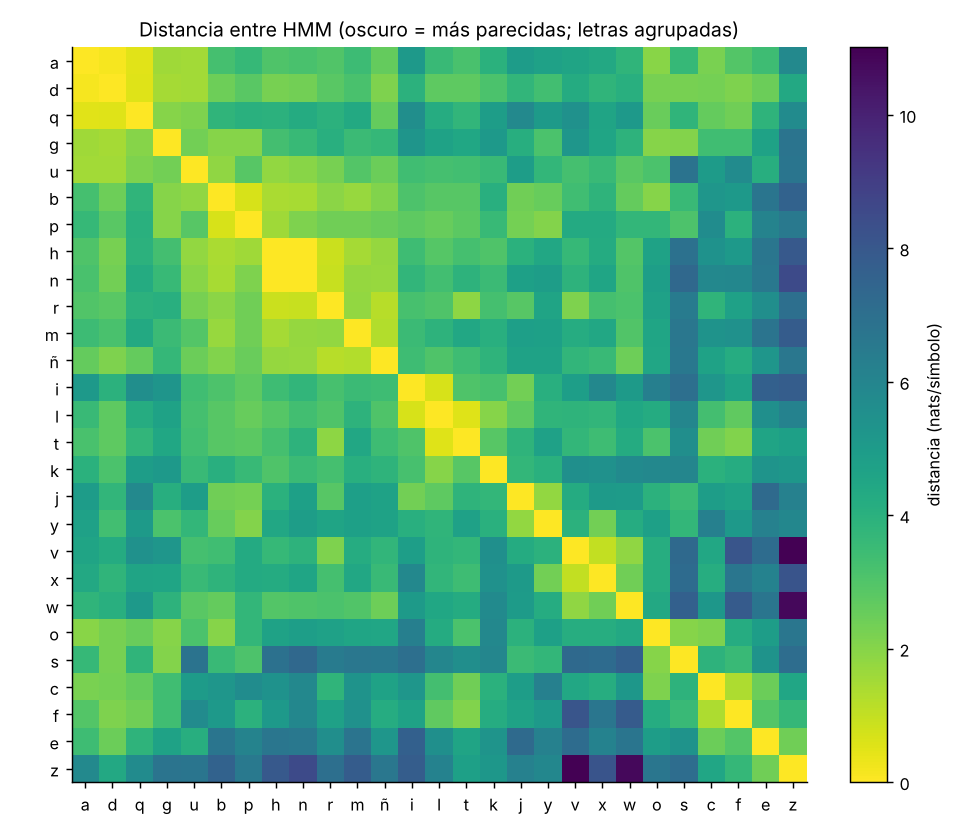 Distancia entre HMM (oscuro = más parecidas; letras agrupadas)
a
d
q
g
u
b
p
h
n
r
m
ñ
i
l
t
k
j
y
v
x
w
o
s
c
f
e
z
a d q g u b p h n r m ñ i l t k j y v x w o s c f e z
10
8
6
4
2
0
distancia (nats/símbolo)